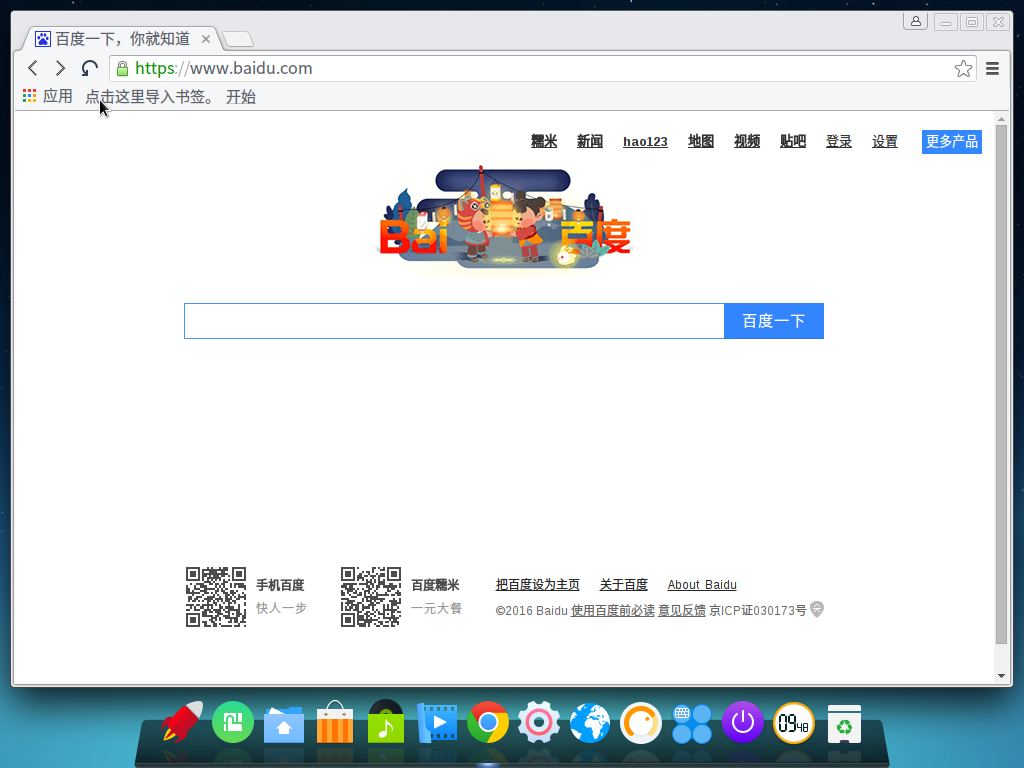 百度一下，你就知道
https://www.baidu.com
应用 点击这里导入书签。 开始
糯米 新闻 hao123 地图 视频 贴吧 登录 设置 更多产品
Bai 百度
百度一下
手机百度 百度糯米 把百度设为主页 关于百度 About Baidu
快人一步 一元大餐 ©2016 Baidu 使用百度前必读 意见反馈 京ICP证030173号
09 48